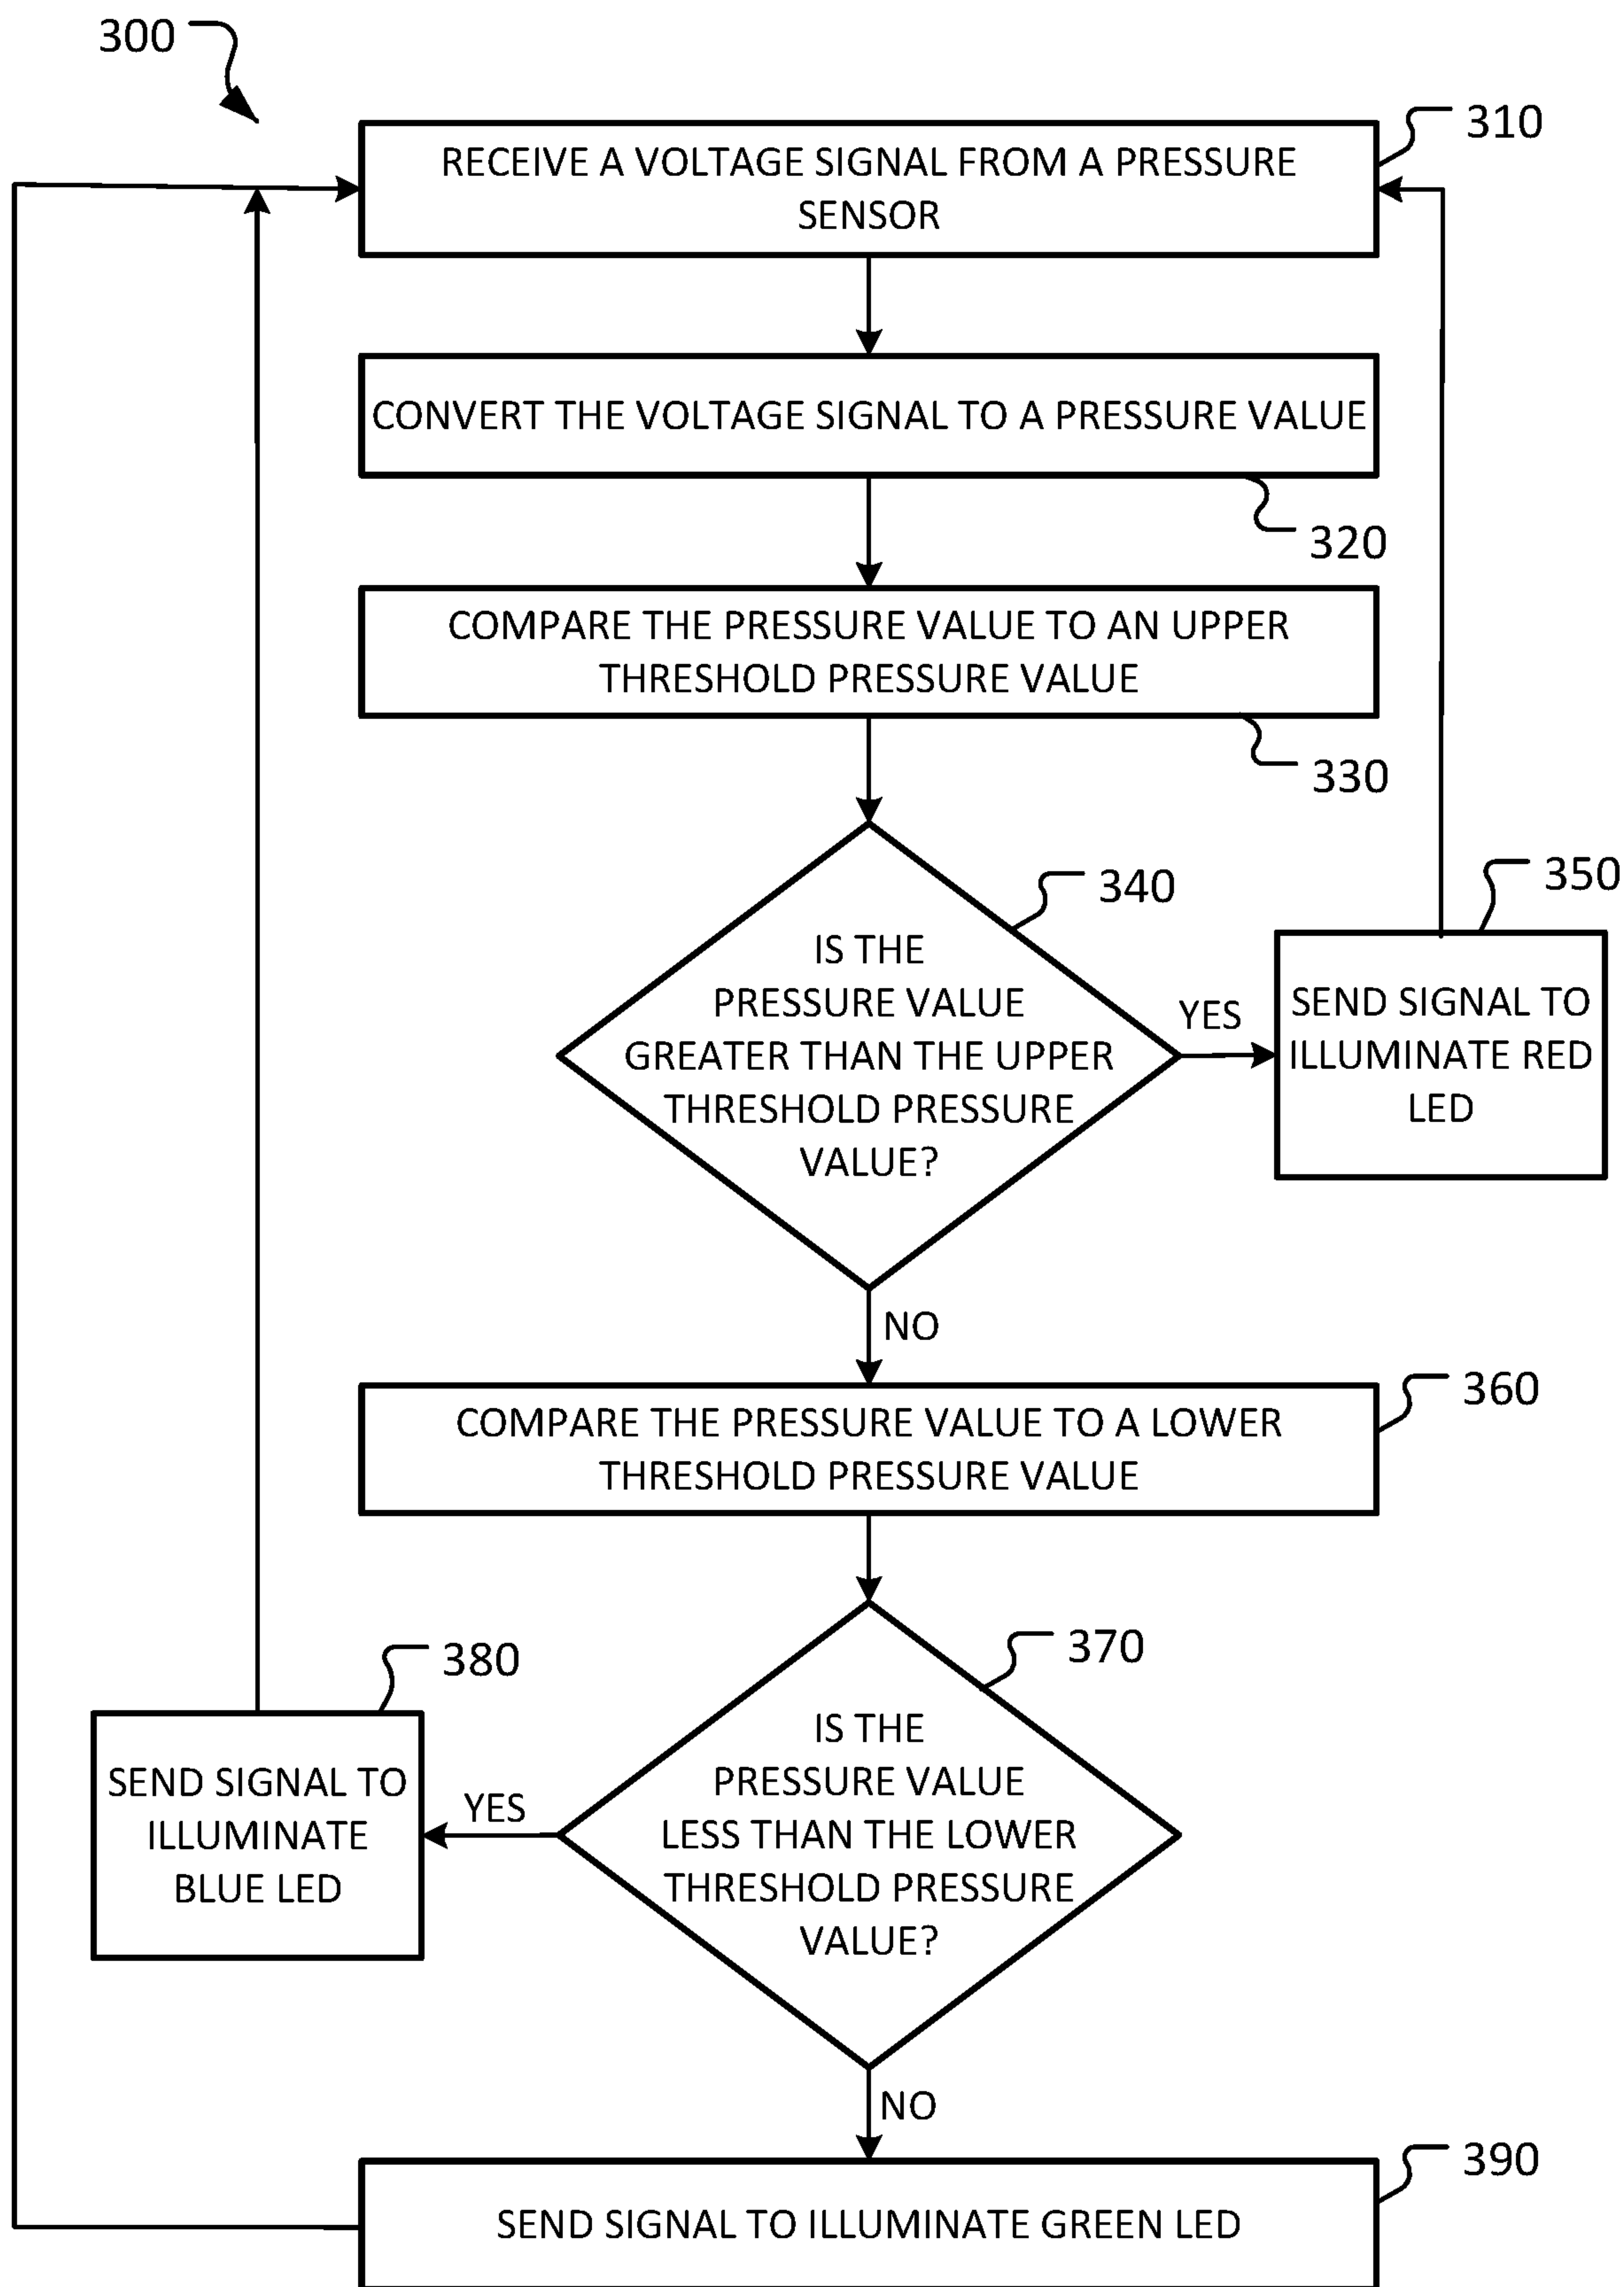 300
310
RECEIVE A VOLTAGE SIGNAL FROM A PRESSURE
SENSOR
CONVERT THE VOLTAGE SIGNAL TO A PRESSURE VALUE
320
COMPARE THE PRESSURE VALUE TO AN UPPER
THRESHOLD PRESSURE VALUE
330
340
IS THE
PRESSURE VALUE
GREATER THAN THE UPPER
THRESHOLD PRESSURE
VALUE?
YES
350
SEND SIGNAL TO
ILLUMINATE RED
LED
NO
360
COMPARE THE PRESSURE VALUE TO A LOWER
THRESHOLD PRESSURE VALUE
370
IS THE
PRESSURE VALUE
LESS THAN THE LOWER
THRESHOLD PRESSURE
VALUE?
YES
380
SEND SIGNAL TO
ILLUMINATE
BLUE LED
NO
390
SEND SIGNAL TO ILLUMINATE GREEN LED